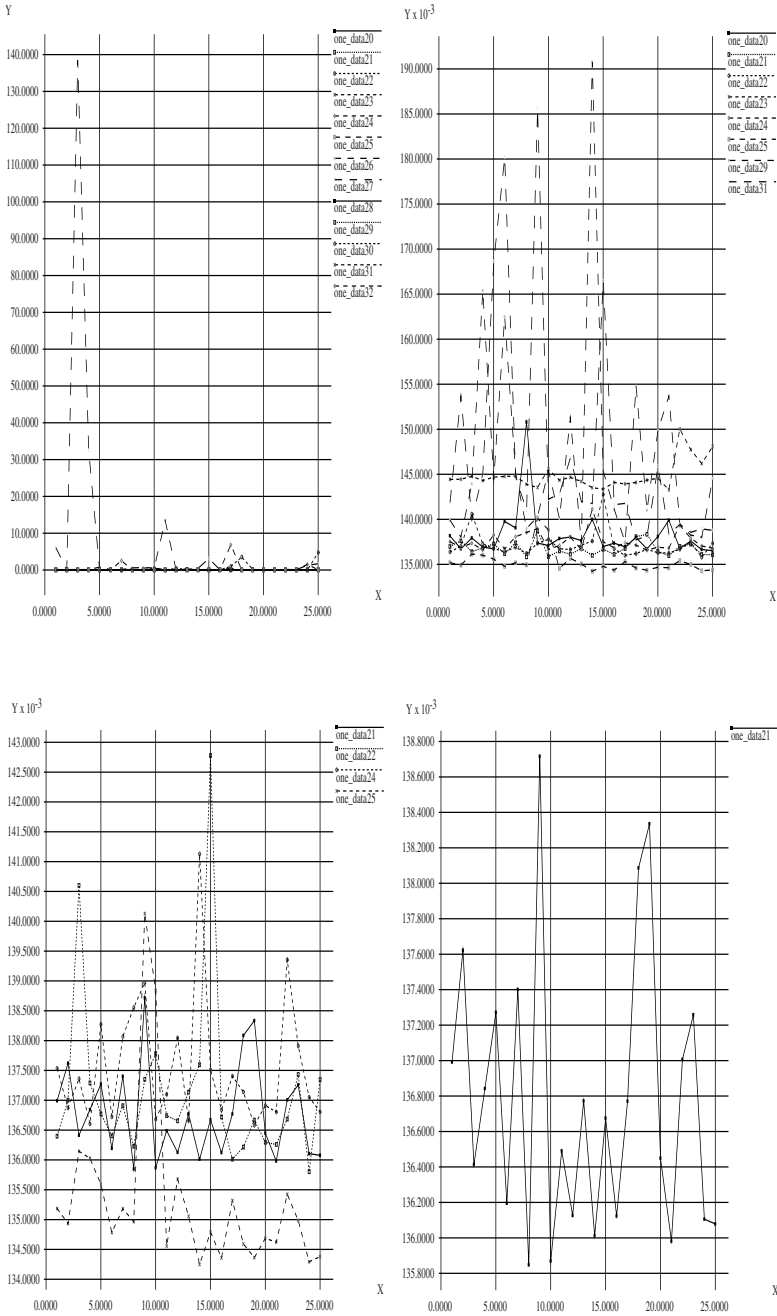 Y
one_data20
one_data21
one_data22
one_data23
one_data24
one_data25
one_data26
one_data27
one_data28
one_data29
one_data30
one_data31
one_data32
140.0000
130.0000
120.0000
110.0000
100.0000
90.0000
80.0000
70.0000
60.0000
50.0000
40.0000
30.0000
20.0000
10.0000
0.0000
X
0.0000 5.0000 10.0000 15.0000 20.0000 25.0000
Y x 10-3
one_data20
one_data21
one_data22
one_data23
one_data24
one_data25
one_data29
one_data31
190.0000
185.0000
180.0000
175.0000
170.0000
165.0000
160.0000
155.0000
150.0000
145.0000
140.0000
135.0000
X
0.0000 5.0000 10.0000 15.0000 20.0000 25.0000
Y x 10-3
one_data21
one_data22
one_data24
one_data25
143.0000
142.5000
142.0000
141.5000
141.0000
140.5000
140.0000
139.5000
139.0000
138.5000
138.0000
137.5000
137.0000
136.5000
136.0000
135.5000
135.0000
134.5000
134.0000
X
0.0000 5.0000 10.0000 15.0000 20.0000 25.0000
Y x 10-3
one_data21
138.8000
138.6000
138.4000
138.2000
138.0000
137.8000
137.6000
137.4000
137.2000
137.0000
136.8000
136.6000
136.4000
136.2000
136.0000
135.8000
X
0.0000 5.0000 10.0000 15.0000 20.0000 25.0000